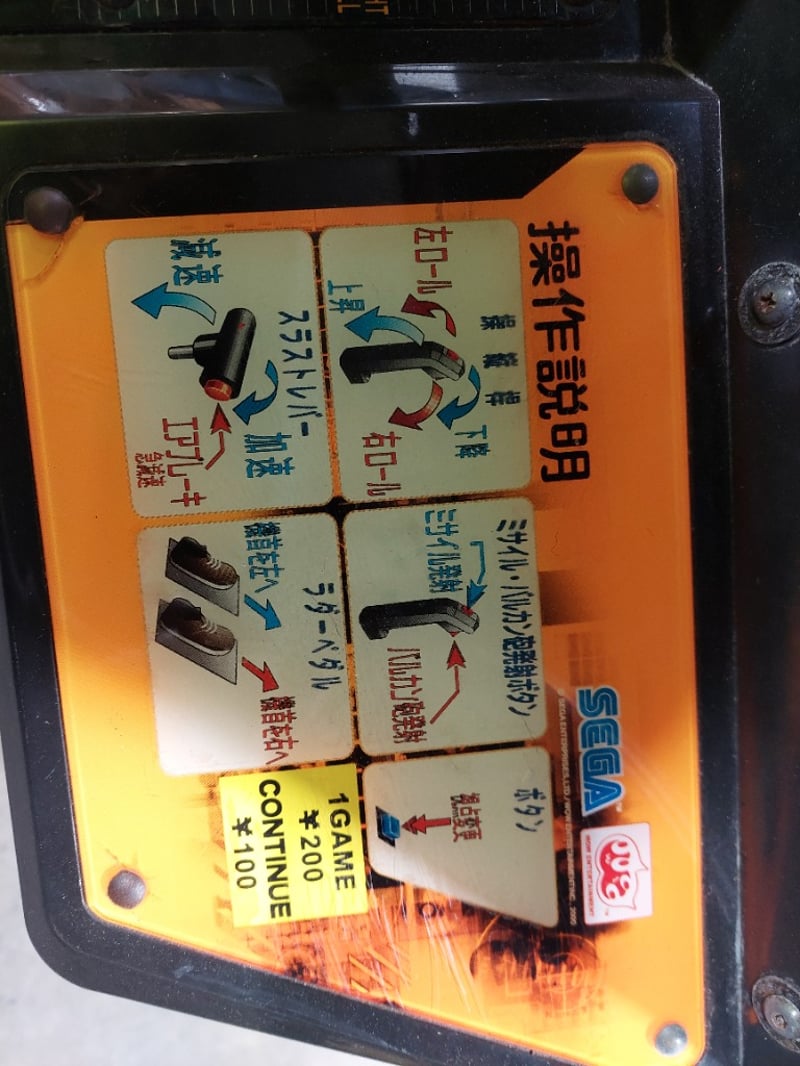 操作説明
操縦桿
左ロール
上昇
下降
右ロール
ミサイル・バルカン砲発射ボタン
ミサイル発射
バルカン砲発射
ボタン
視点変更
スラストレバー
減速
加速
エアブレーキ
急減速
ラダーペダル
機首を左へ
機首を右へ
1GAME
¥200
CONTINUE
¥100
SEGA
WOW ENTERTAINMENT